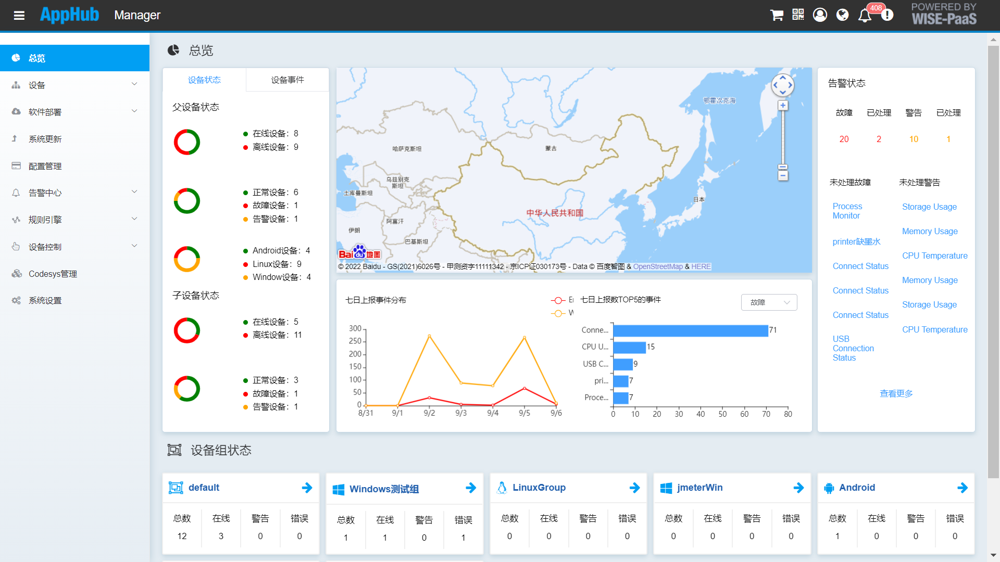 AppHub Manager
408
POWERED BY
WISE-PaaS
总览
设备
软件部署
系统更新
配置管理
告警中心
规则引擎
设备控制
Codesys管理
系统设置
总览
设备状态 设备事件
父设备状态
在线设备：8
离线设备：9
正常设备：6
故障设备：1
告警设备：1
Android设备：4
Linux设备：9
Window设备：4
子设备状态
在线设备：5
离线设备：11
正常设备：3
故障设备：1
告警设备：1
鄂霍次克海
哈萨克斯坦
蒙古
乌兹别克
斯坦
土库曼斯坦
日本
中华人民共和国
阿富汗
伊朗
巴基斯坦
Bai du 地图
© 2022 Baidu - GS(2021)6026号 - 甲测资字11111342 - 京ICP证030173号 - Data © 百度智图 & OpenStreetMap & HERE
七日上报事件分布
300
250
200
150
100
50
0
8/31 9/1 9/2 9/3 9/4 9/5 9/6
七日上报数TOP5的事件
故障
Conne... 71
CPU U... 15
USB C... 9
pri... 7
Proce... 7
0 10 20 30 40 50 60 70 80
告警状态
故障 已处理 警告 已处理
20 2 10 1
未处理故障
Process
Monitor
printer缺墨水
Connect Status
Connect Status
Connect Status
USB
Connection
Status
未处理警告
Storage Usage
Memory Usage
CPU Temperature
Memory Usage
Storage Usage
CPU Temperature
查看更多
设备组状态
default
总数 在线 警告 错误
12 3 0 0
Windows测试组
总数 在线 警告 错误
1 1 0 1
LinuxGroup
总数 在线 警告 错误
0 0 0 0
jmeterWin
总数 在线 警告 错误
0 0 0 0
Android
总数 在线 警告 错误
1 0 0 0